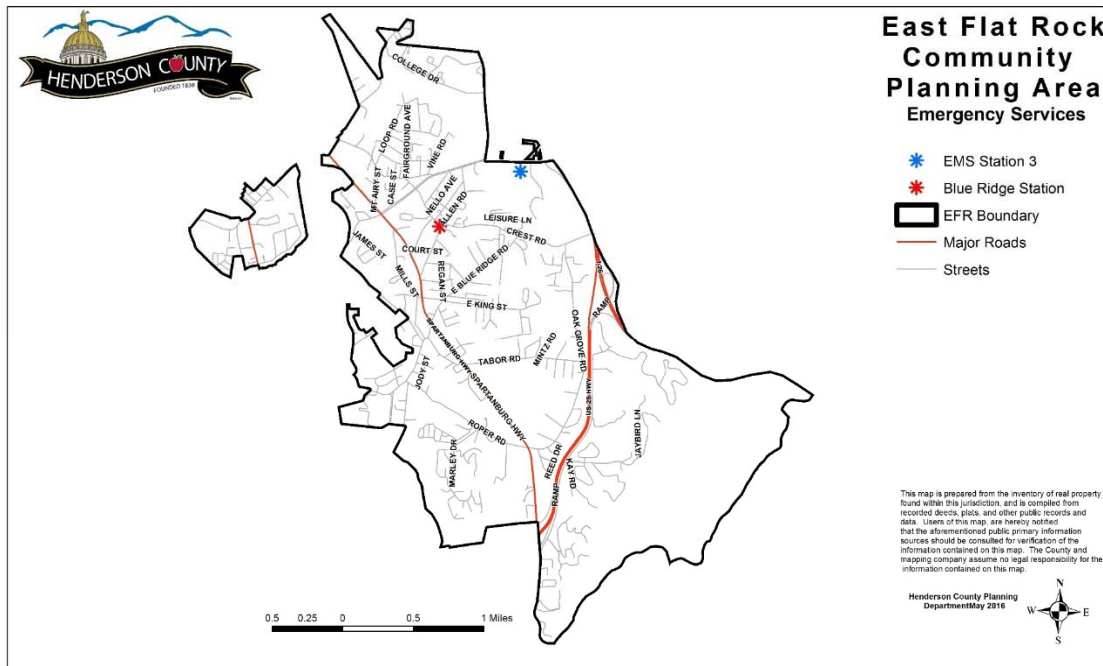 HENDERSON COUNTY
FOUNDED 1838
East Flat Rock
Community
Planning Area
Emergency Services
EMS Station 3
Blue Ridge Station
EFR Boundary
Major Roads
Streets
COLLEGE DR
LOOP RD
FAIRGROUND AVE
VINE RD
MT AIRY ST
CASE ST
NELLO AVE
ALLEN RD
LEISURE LN
CREST RD
JAMES ST
COURT ST
MILLS ST
REGAN ST
E BLUE RIDGE RD
I-26
E KING ST
RAMP
OAK GROVE RD
SPARTANBURG HWY
SPARTANBURG HWY
MINTZ RD
TABOR RD
JODY ST
US-25 HWY
ROPER RD
JAYBIRD LN
MARLEY DR
REED DR
KAY RD
RAMP
This map is prepared from the inventory of real property
found within this jurisdiction, and is compiled from
recorded deeds, plats, and other public records and
data. Users of this map, are hereby notified
that the aforementioned public primary information
sources should be consulted for verification of the
information contained on this map. The County and
mapping company assume no legal responsibility for the
information contained on this map.
Henderson County Planning
DepartmentMay 2016
N
W E
S
0.5 0.25 0 0.5 1 Miles